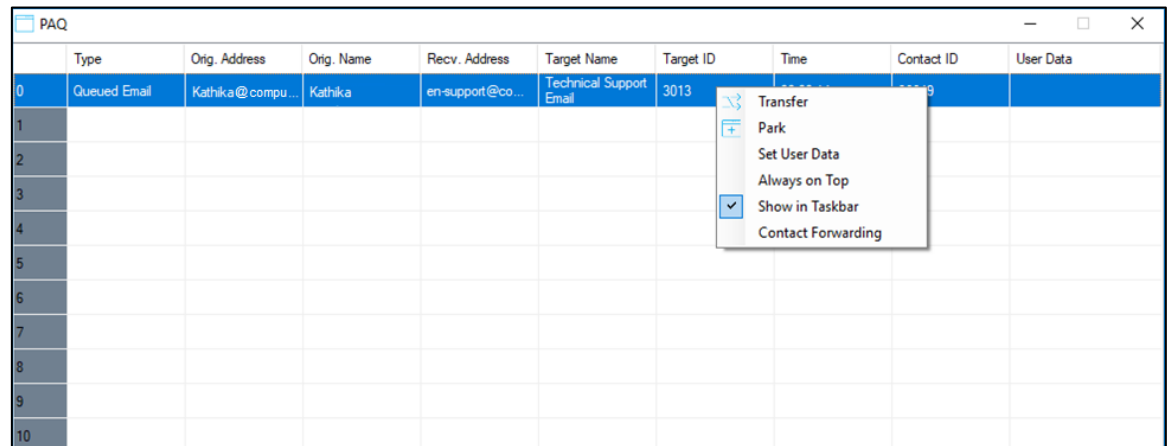 PAQ
Type Orig. Address Orig. Name Recv. Address Target Name Target ID Time Contact ID User Data
0 Queued Email Kathika@compu... Kathika en-support@co... Technical Support Email 3013
Transfer
1
Park
2
Set User Data
Always on Top
3
Show in Taskbar
4
Contact Forwarding
5
6
7
8
9
10